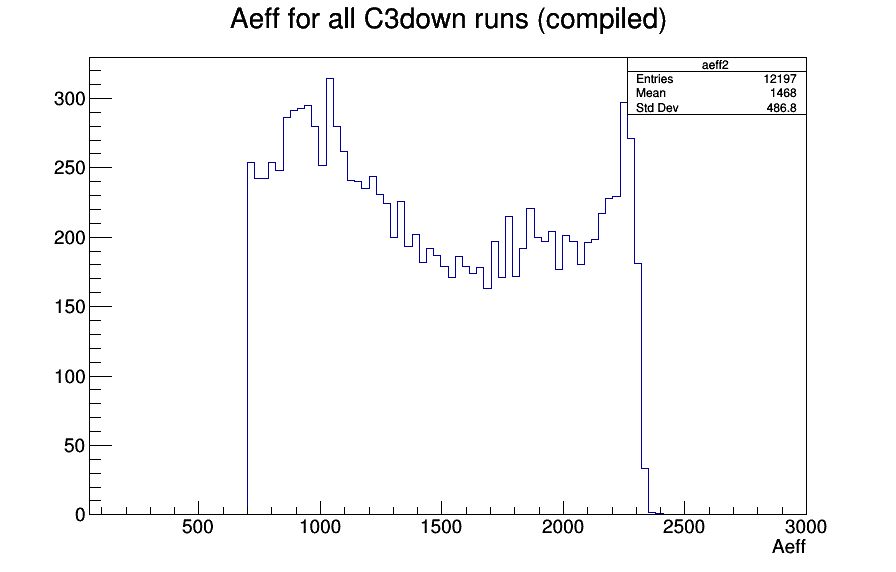 Aeff for all C3down runs (compiled)
aeff2
Entries 12197
Mean 1468
Std Dev 486.8
300
250
200
150
100
50
0
500 1000 1500 2000 2500 3000
Aeff